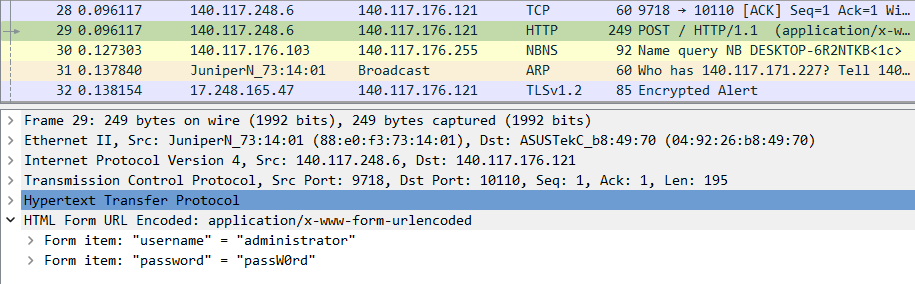 28 0.096117 140.117.248.6 140.117.176.121 TCP 60 9718 → 10110 [ACK] Seq=1 Ack=1 Wi…
29 0.096117 140.117.248.6 140.117.176.121 HTTP 249 POST / HTTP/1.1 (application/x-w…
30 0.127303 140.117.176.103 140.117.176.255 NBNS 92 Name query NB DESKTOP-6R2NTKB<1c>
31 0.137840 JuniperN_73:14:01 Broadcast ARP 60 Who has 140.117.171.227? Tell 140…
32 0.138154 17.248.165.47 140.117.176.121 TLSv1.2 85 Encrypted Alert
Frame 29: 249 bytes on wire (1992 bits), 249 bytes captured (1992 bits)
Ethernet II, Src: JuniperN_73:14:01 (88:e0:f3:73:14:01), Dst: ASUSTekC_b8:49:70 (04:92:26:b8:49:70)
Internet Protocol Version 4, Src: 140.117.248.6, Dst: 140.117.176.121
Transmission Control Protocol, Src Port: 9718, Dst Port: 10110, Seq: 1, Ack: 1, Len: 195
Hypertext Transfer Protocol
HTML Form URL Encoded: application/x-www-form-urlencoded
Form item: "username" = "administrator"
Form item: "password" = "passW0rd"